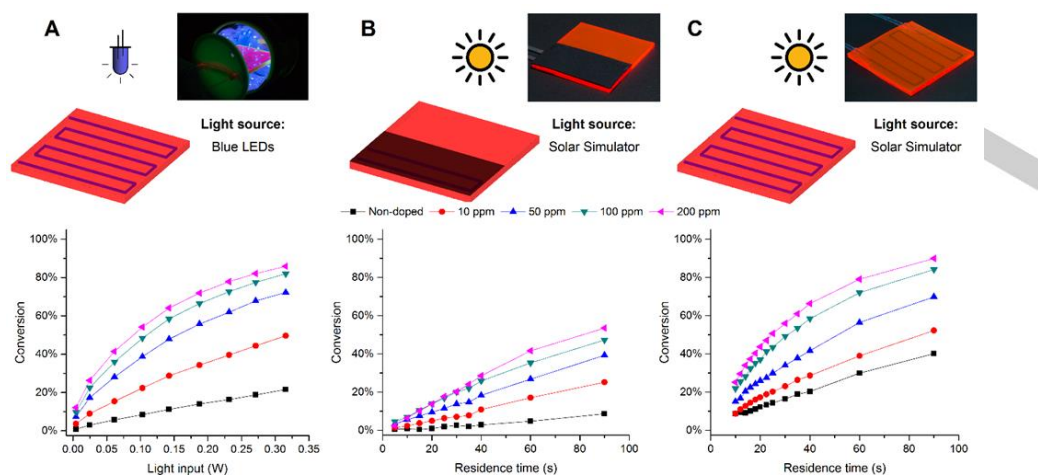 A
B
C
Light source:
Blue LEDs
Light source:
Solar Simulator
Light source:
Solar Simulator
Non-doped 10 ppm 50 ppm 100 ppm 200 ppm
100%
80%
60%
40%
20%
0%
Conversion
0.00 0.05 0.10 0.15 0.20 0.25 0.30 0.35
Light input (W)
100%
80%
60%
40%
20%
0%
Conversion
0 20 40 60 80 100
Residence time (s)
100%
80%
60%
40%
20%
0%
Conversion
0 20 40 60 80 100
Residence time (s)